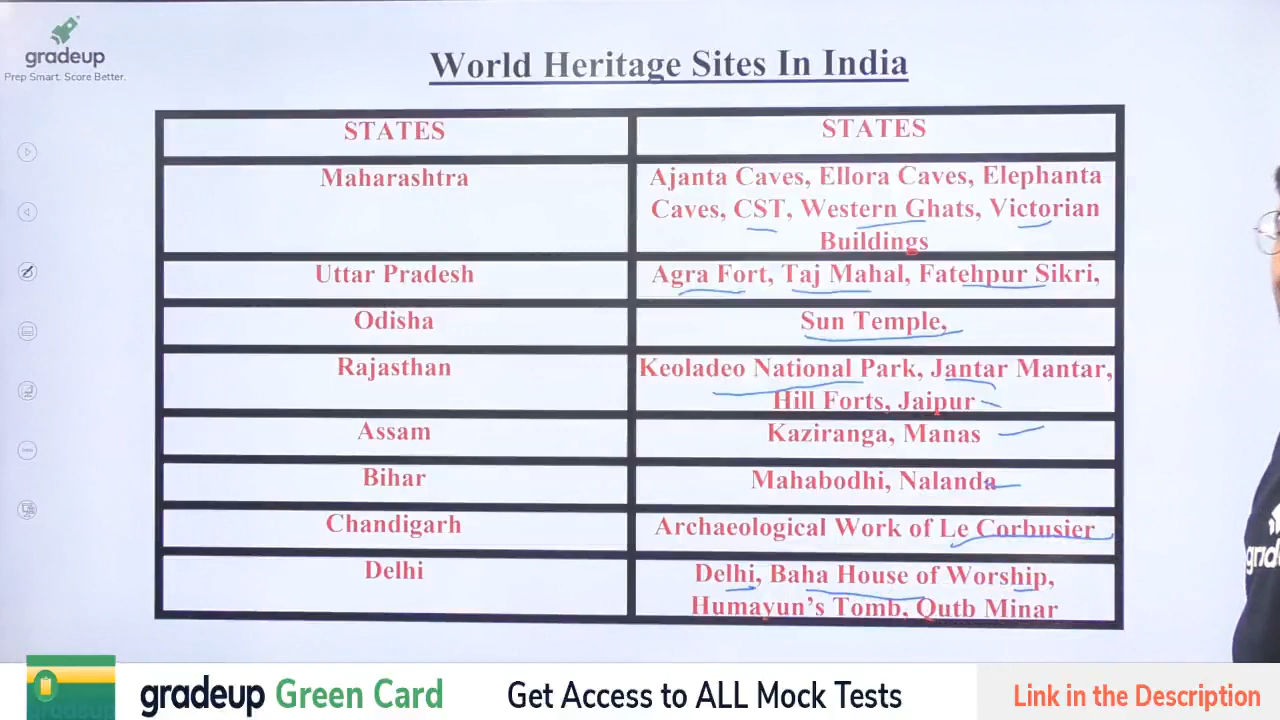 gradeup
Prep Smart. Score Better.
World Heritage Sites In India
STATES
STATES
Maharashtra
Ajanta Caves, Ellora Caves, Elephanta
Caves, CST, Western Ghats, Victorian
Buildings
Uttar Pradesh
Agra Fort, Taj Mahal, Fatehpur Sikri,
Odisha
Sun Temple,
Rajasthan
Keoladeo National Park, Jantar Mantar,
Hill Forts, Jaipur
Assam
Kaziranga, Manas
Bihar
Mahabodhi, Nalanda
Chandigarh
Archaeological Work of Le Corbusier
Delhi
Delhi, Baha House of Worship,
Humayun's Tomb, Qutb Minar
gradeup Green Card
Get Access to ALL Mock Tests
Link in the Description